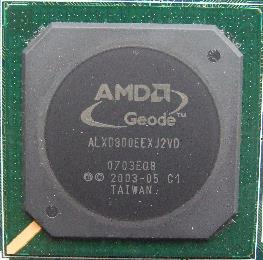 AMD
Geode™
ALXD800EEXJ2VD
0703EQB
Ⓜ © 2003-05 C1
TAIWAN